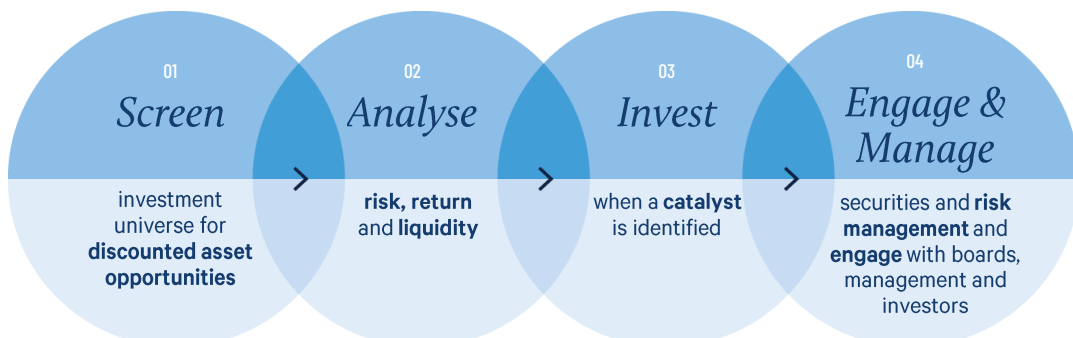 01
Screen
investment
universe for
discounted asset
opportunities
02
Analyse
risk, return
and liquidity
03
Invest
when a catalyst
is identified
04
Engage &
Manage
securities and risk
management and
engage with boards,
management and
investors